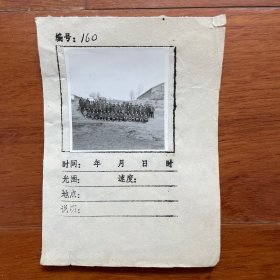 编号：160
时间：年 月 日 时
光圈：速度：
地点：
说明：